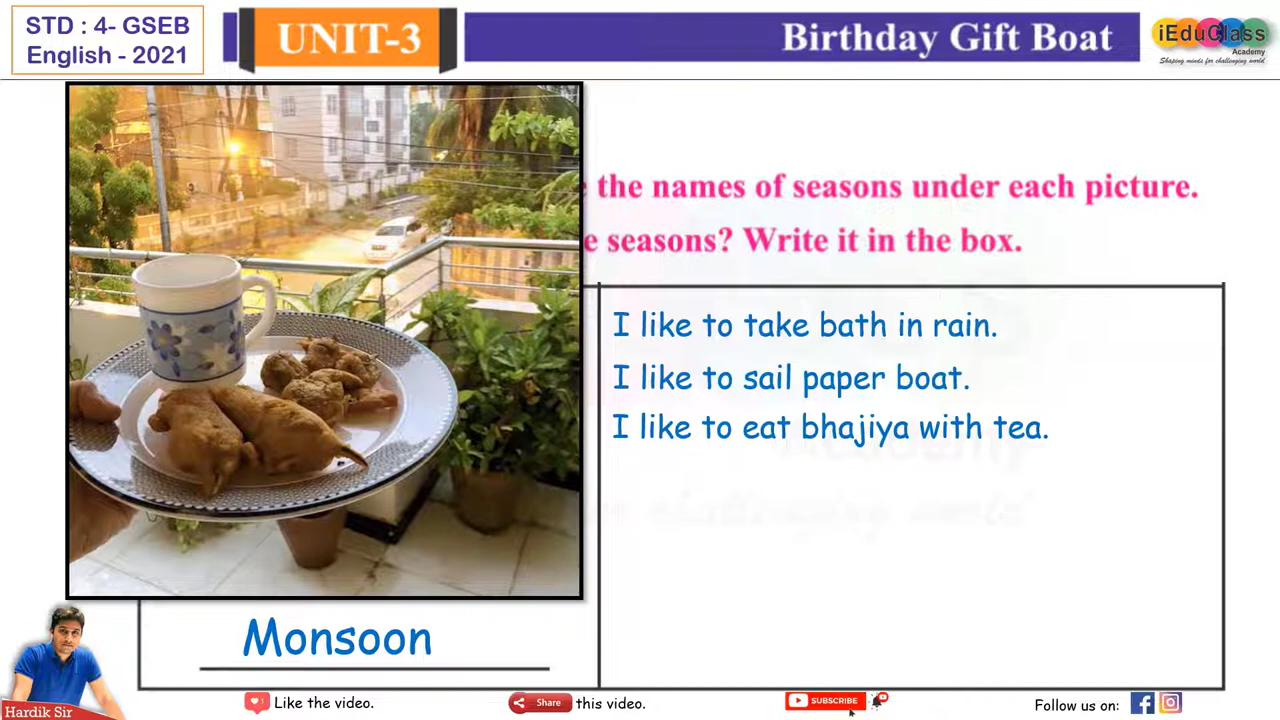 STD : 4- GSEB
English - 2021
UNIT-3
Birthday Gift Boat
iEduClass
Academy
Shaping minds for challenging world
the names of seasons under each picture.
seasons? Write it in the box.
I like to take bath in rain.
I like to sail paper boat.
I like to eat bhajiya with tea.
Monsoon
Hardik Sir
Like the video.
Share this video.
SUBSCRIBE
Follow us on: